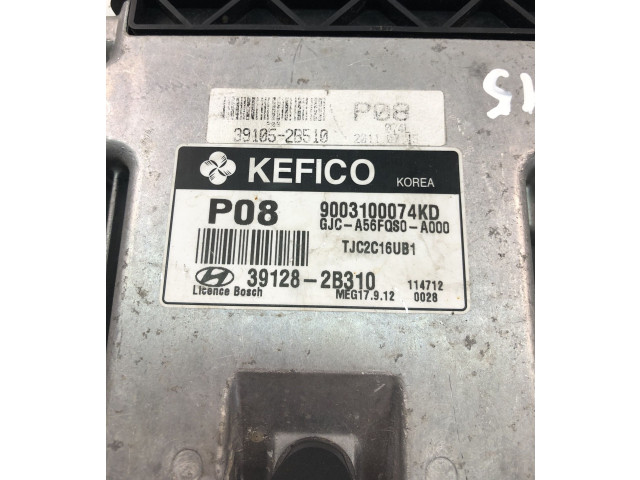 P08
39105-2B510
KEFICO
KOREA
P08
9003100074KD
GJC-A56FQS0-A000
TJC2C16UB1
39128-2B310
114712
Licence Bosch
MEG17.9.12
0028